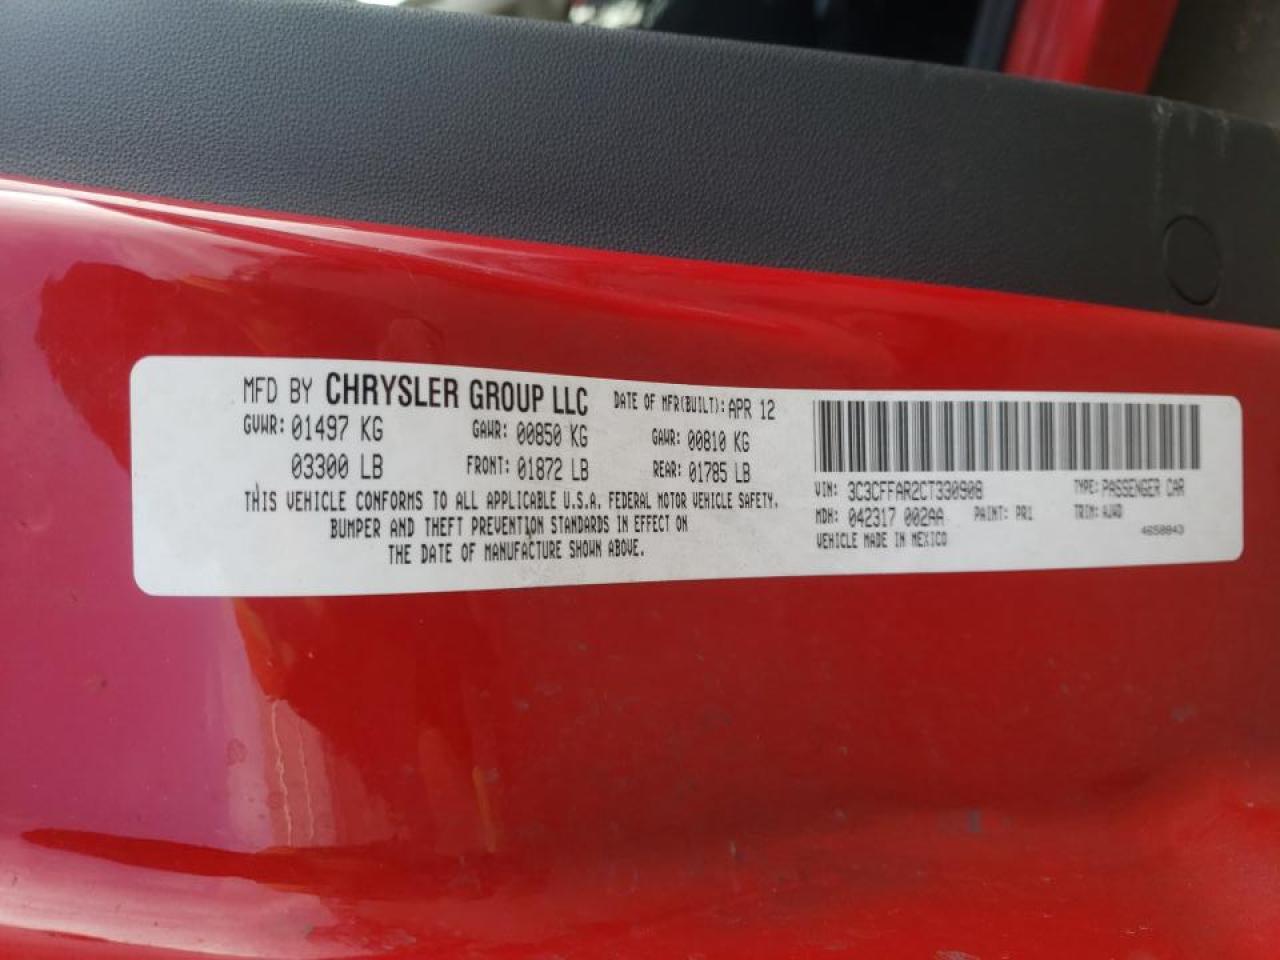 MFD BY CHRYSLER GROUP LLC DATE OF MFR(BUILT): APR 12
GVWR: 01497 KG GAWR: 00850 KG GAWR: 00810 KG
03300 LB FRONT: 01872 LB REAR: 01785 LB
THIS VEHICLE CONFORMS TO ALL APPLICABLE U.S.A. FEDERAL MOTOR VEHICLE SAFETY,
BUMPER AND THEFT PREVENTION STANDARDS IN EFFECT ON
THE DATE OF MANUFACTURE SHOWN ABOVE.
VIN: 3C3CFFAR2CT330908 TYPE: PASSENGER CAR
MDH: 042317 002AA PAINT: PR1 TRIM: AJAD
VEHICLE MADE IN MEXICO 4650843